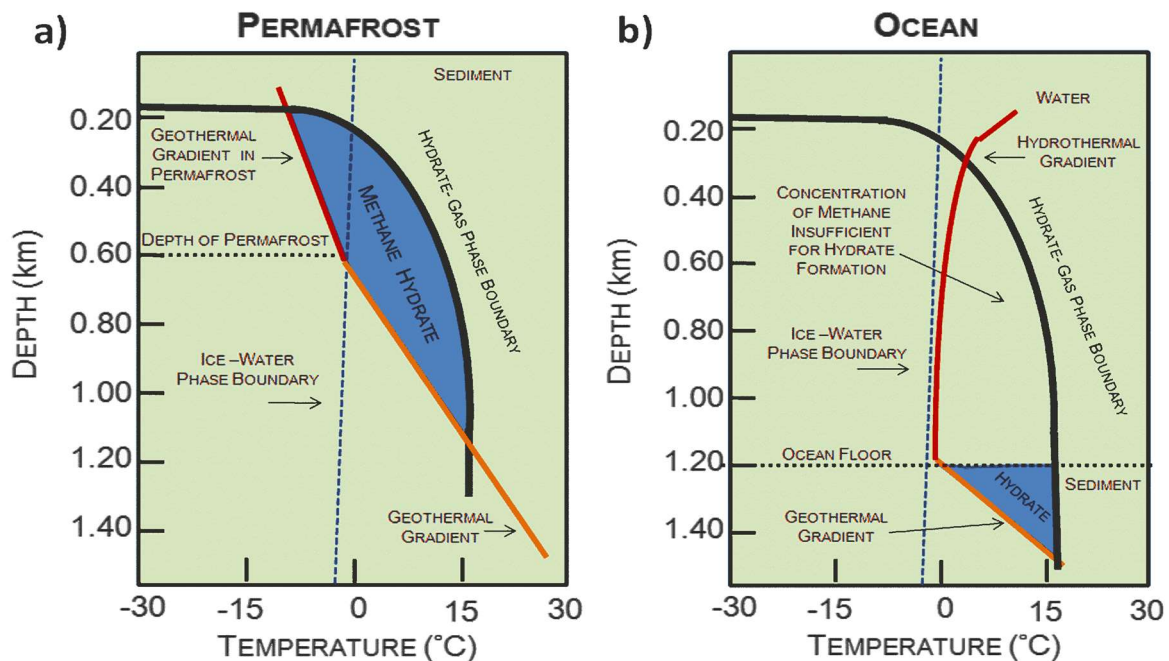 a)
PERMAFROST
SEDIMENT
0.20
0.40
0.60
0.80
1.00
1.20
1.40
DEPTH (km)
GEOTHERMAL
GRADIENT IN
PERMAFROST
HYDRATE- GAS PHASE BOUNDARY
METHANE HYDRATE
DEPTH OF PERMAFROST
ICE –WATER
PHASE BOUNDARY
GEOTHERMAL
GRADIENT
-30
-15
0
15
30
TEMPERATURE (°C)
b)
OCEAN
WATER
0.20
0.40
0.60
0.80
1.00
1.20
1.40
DEPTH (km)
HYDROTHERMAL
GRADIENT
CONCENTRATION
OF METHANE
INSUFFICIENT
FOR HYDRATE
FORMATION
HYDRATE- GAS PHASE BOUNDARY
ICE –WATER
PHASE BOUNDARY
OCEAN FLOOR
HYDRATE
SEDIMENT
GEOTHERMAL
GRADIENT
-30
-15
0
15
30
TEMPERATURE (°C)